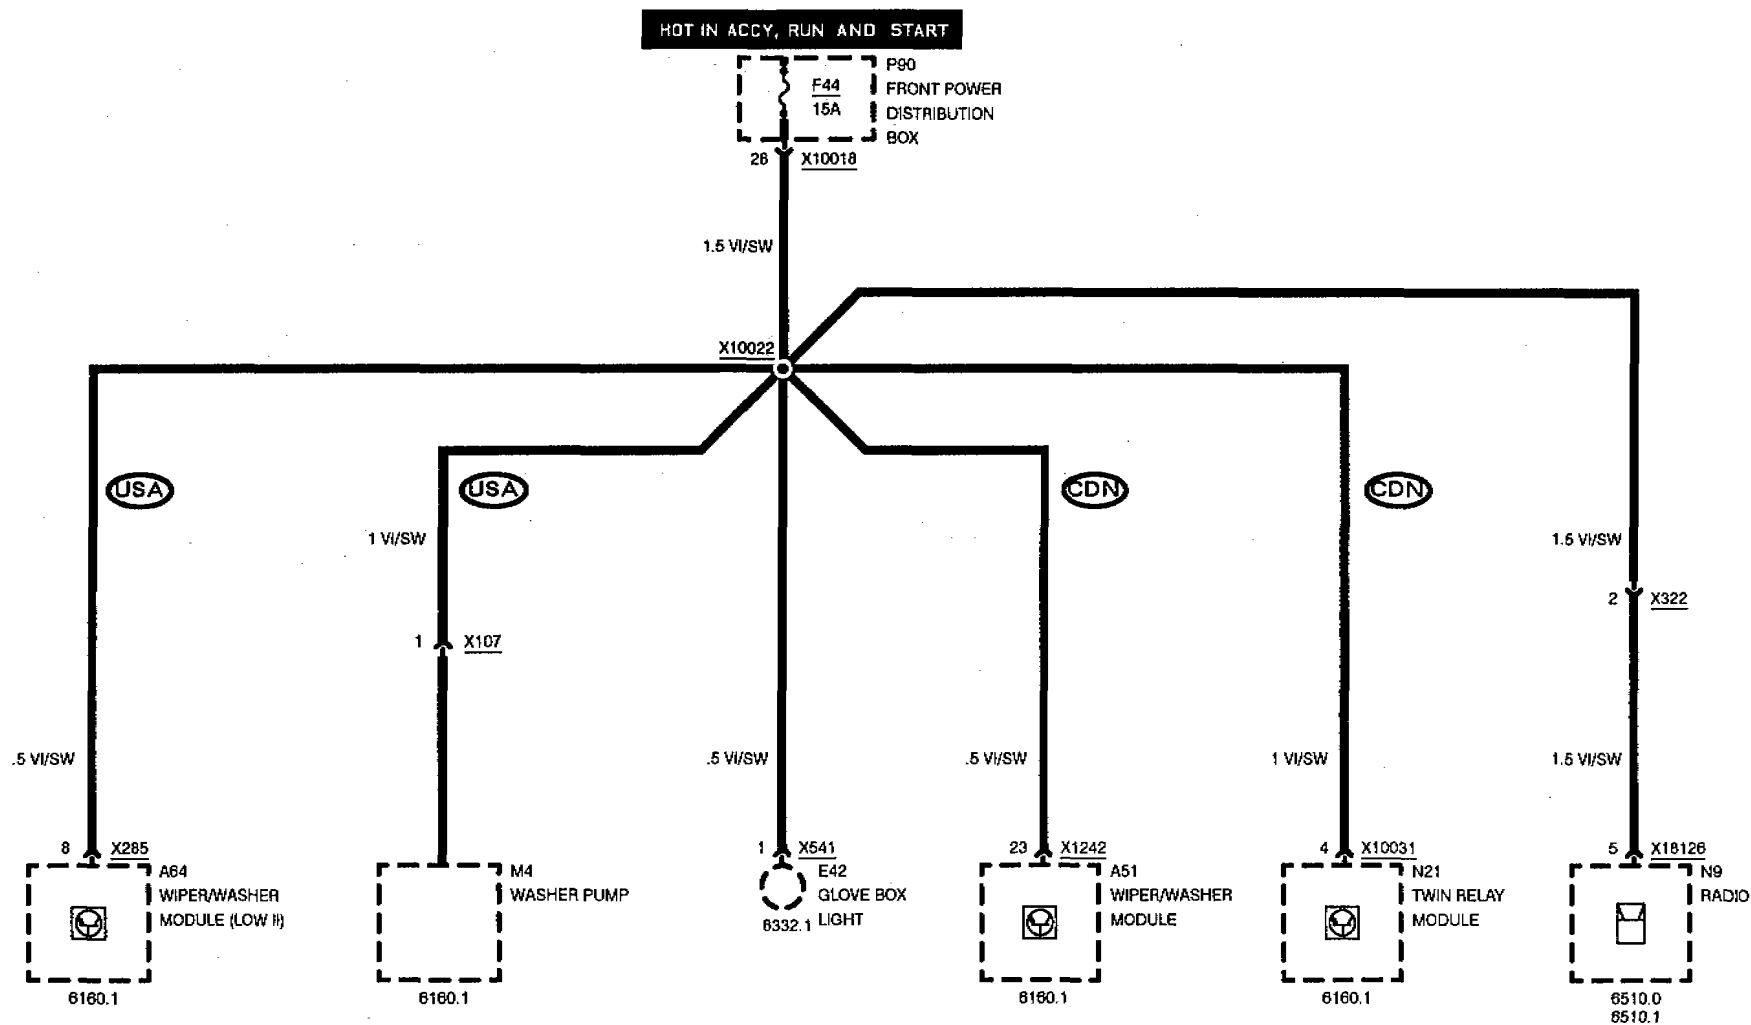 HOT IN ACCY, RUN AND START
P90
FRONT POWER
DISTRIBUTION
BOX
F44
15A
28 X10018
1.5 VI/SW
X10022
USA
USA
CDN
CDN
1 VI/SW
1.5 VI/SW
2 X322
1 X107
.5 VI/SW
.5 VI/SW
.5 VI/SW
1 VI/SW
1.5 VI/SW
8 X285
A64
WIPER/WASHER
MODULE (LOW II)
6160.1
M4
WASHER PUMP
6160.1
1 X541
E42
GLOVE BOX
LIGHT
6332.1
23 X1242
A51
WIPER/WASHER
MODULE
6160.1
4 X10031
N21
TWIN RELAY
MODULE
6160.1
5 X18126
N9
RADIO
6510.0
6510.1